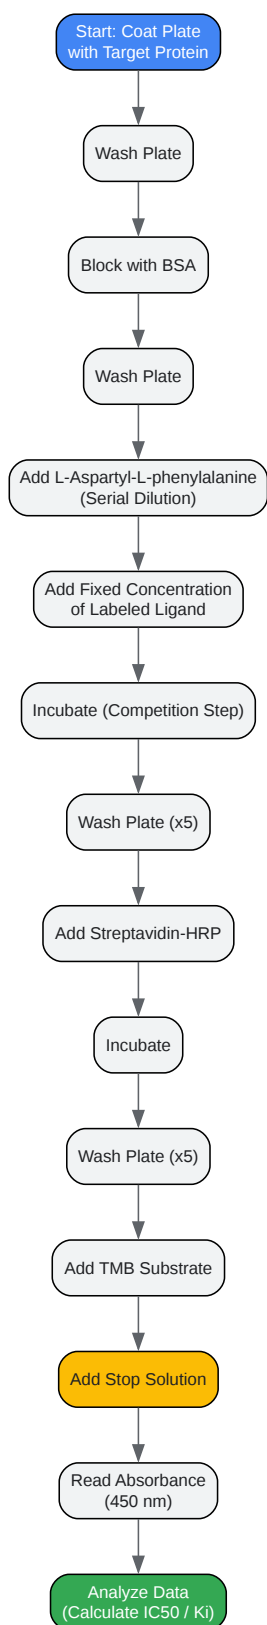 Start: Coat Plate
with Target Protein
Wash Plate
Block with BSA
Wash Plate
Add L-Aspartyl-L-phenylalanine
(Serial Dilution)
Add Fixed Concentration
of Labeled Ligand
Incubate (Competition Step)
Wash Plate (x5)
Add Streptavidin-HRP
Incubate
Wash Plate (x5)
Add TMB Substrate
Add Stop Solution
Read Absorbance
(450 nm)
Analyze Data
(Calculate IC50 / Ki)